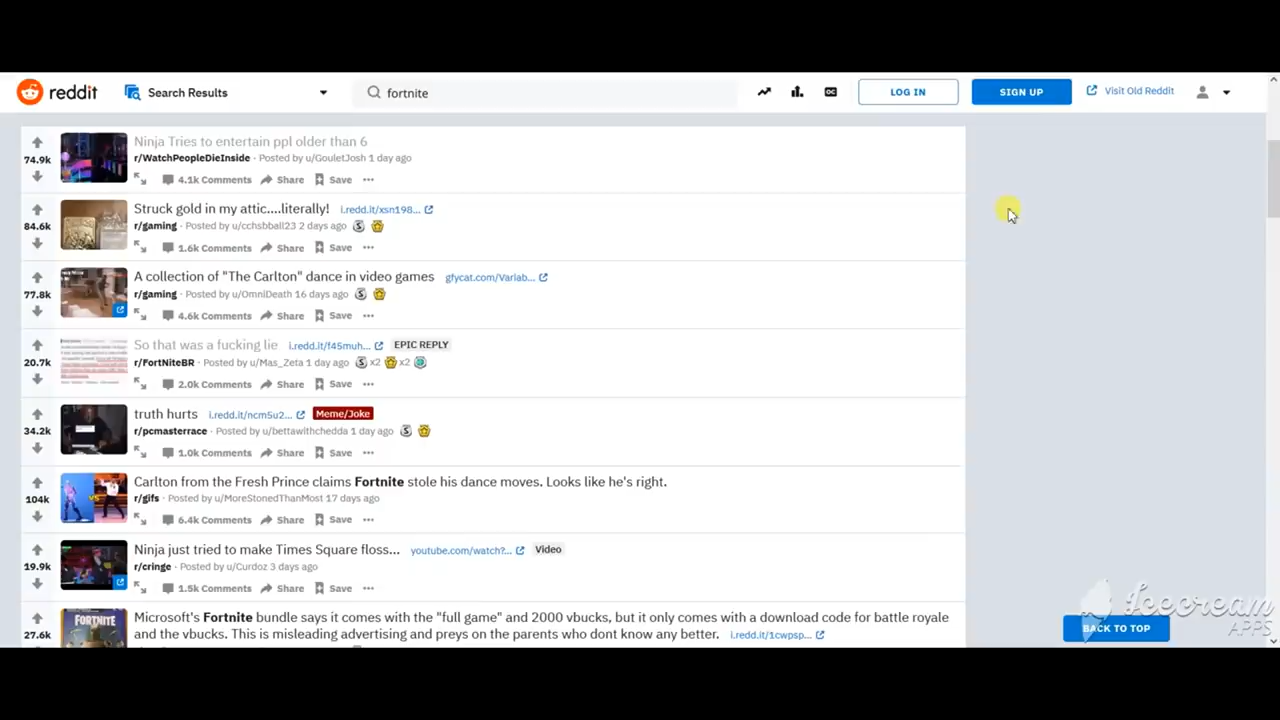 reddit Search Results fortnite LOG IN SIGN UP Visit Old Reddit
Ninja Tries to entertain ppl older than 6
74.9k r/WatchPeopleDieInside · Posted by u/GouletJosh 1 day ago
4.1k Comments Share Save
Struck gold in my attic....literally! i.redd.it/xsn198...
84.6k r/gaming · Posted by u/cchsbball23 2 days ago
1.6k Comments Share Save
A collection of "The Carlton" dance in video games gfycat.com/Variab...
77.8k r/gaming · Posted by u/OmniDeath 16 days ago
4.6k Comments Share Save
So that was a fucking lie i.redd.it/f45muh... EPIC REPLY
20.7k r/FortNiteBR · Posted by u/Mas_Zeta 1 day ago x2 x2
2.0k Comments Share Save
truth hurts i.redd.it/ncm5u2... Meme/Joke
34.2k r/pcmasterrace · Posted by u/bettawithchedda 1 day ago
1.0k Comments Share Save
Carlton from the Fresh Prince claims Fortnite stole his dance moves. Looks like he's right.
104k VS r/gifs · Posted by u/MoreStonedThanMost 17 days ago
6.4k Comments Share Save
Ninja just tried to make Times Square floss... youtube.com/watch?... Video
19.9k r/cringe · Posted by u/Curdoz 3 days ago
1.5k Comments Share Save
FORTNITE Microsoft's Fortnite bundle says it comes with the "full game" and 2000 vbucks, but it only comes with a download code for battle royale
27.6k and the vbucks. This is misleading advertising and preys on the parents who dont know any better. i.redd.it/1cwpsp...
BACK TO TOP
Icecream
APPS